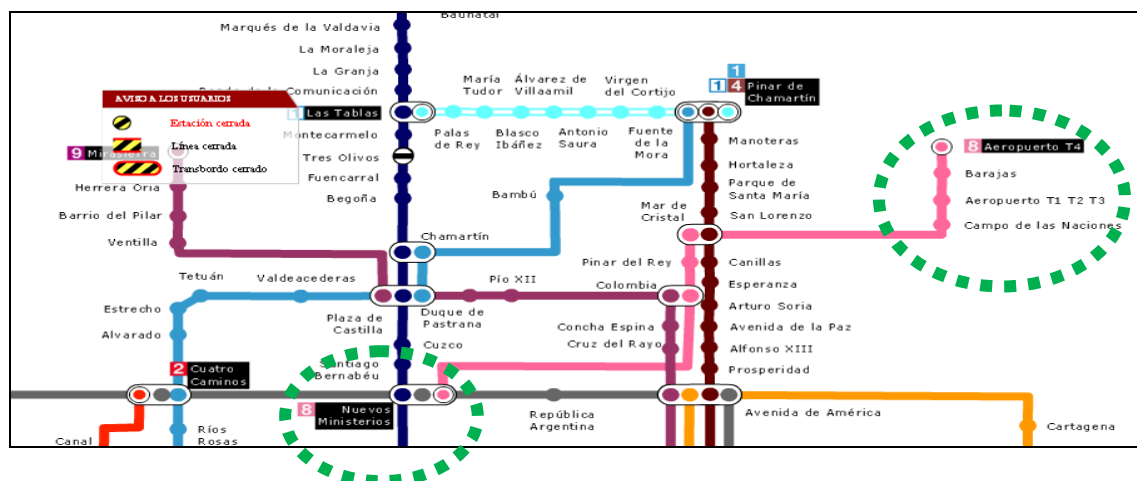 Marqués de la Valdavia
La Moraleja
La Granja
Comunicación
AVISO A LOS USUARIOS
Estación cerrada
Línea cerrada
Transbordo cerrado
1 Las Tablas
Montecarmelo
Tres Olivos
Fuencarral
Begoña
9 Mirasierra
Herrera Oria
Barrio del Pilar
Ventilla
María
Tudor
Álvarez de
Villaamil
Virgen
del Cortijo
Palas
de Rey
Blasco
Ibáñez
Antonio
Saura
Fuente
de la
Mora
1
1 4 Pinar de
Chamartín
Manoteras
Hortaleza
Parque de
Santa María
San Lorenzo
Mar de
Cristal
8 Aeropuerto T4
Barajas
Aeropuerto T1 T2 T3
Campo de las Naciones
Bambú
Chamartín
Pinar del Rey
Canillas
Esperanza
Arturo Soria
Avenida de la Paz
Alfonso XIII
Prosperidad
Tetuán
Valdeacederas
Pío XII
Colombia
Estrecho
Alvarado
Plaza de
Castilla
Duque de
Pastrana
Cuzco
Concha Espina
Cruz del Rayo
Santiago
Bernabéu
2 Cuatro
Caminos
8 Nuevos
Ministerios
República
Argentina
Avenida de América
Canal
Ríos
Rosas
Cartagena